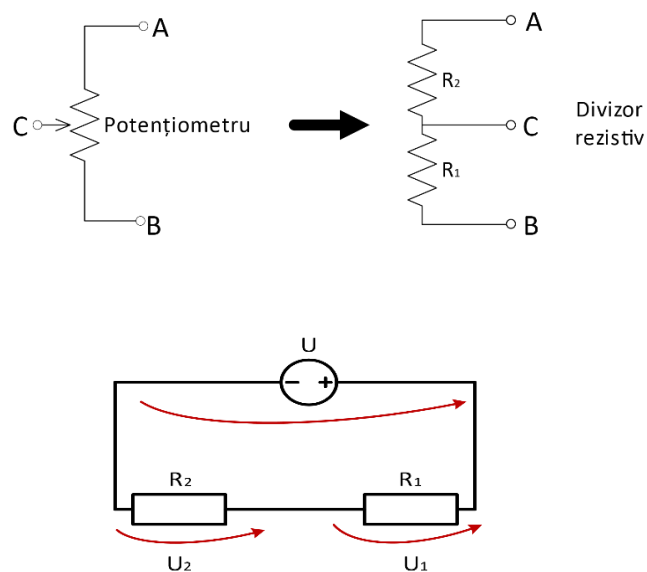 A
C
Potențiometru
B
A
R2
C
R1
B
Divizor
rezistiv
U
- +
R2
R1
U2
U1